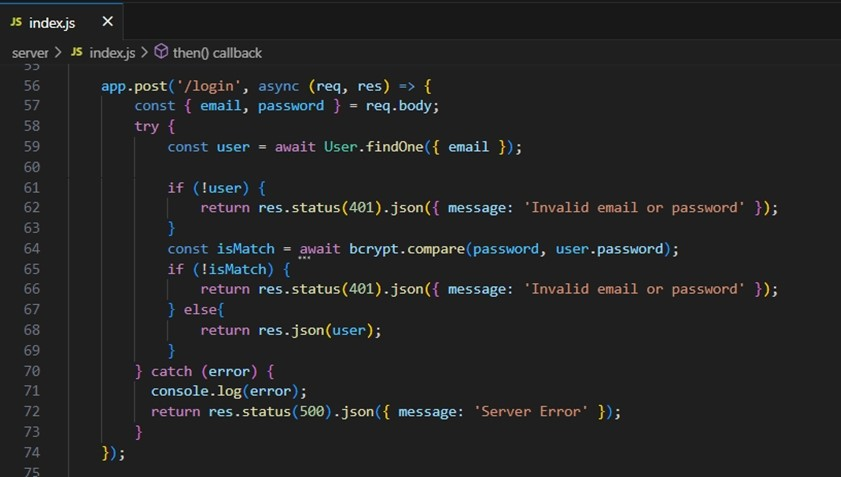 JS index.js ×
server > JS index.js > then() callback
55
56 app.post('/login', async (req, res) => {
57 const { email, password } = req.body;
58 try {
59 const user = await User.findOne({ email });
60
61 if (!user) {
62 return res.status(401).json({ message: 'Invalid email or password' });
63 }
64 const isMatch = await bcrypt.compare(password, user.password);
65 if (!isMatch) {
66 return res.status(401).json({ message: 'Invalid email or password' });
67 } else{
68 return res.json(user);
69 }
70 } catch (error) {
71 console.log(error);
72 return res.status(500).json({ message: 'Server Error' });
73 }
74 });
75